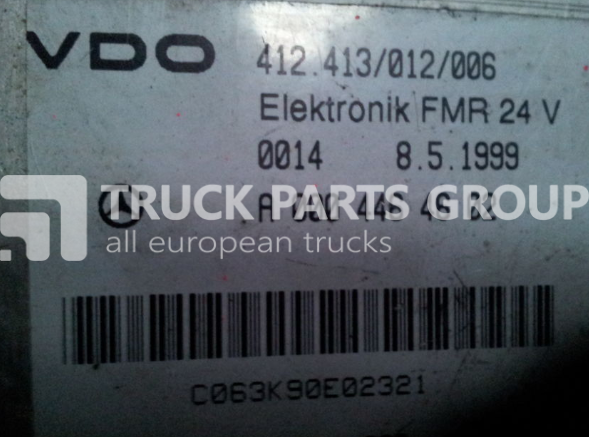 VDO 412.413/012/006
Elektronik FMR 24 V
0014 8.5.1999
TRUCK PARTS GROUP
A
all european trucks
C063K90E02321